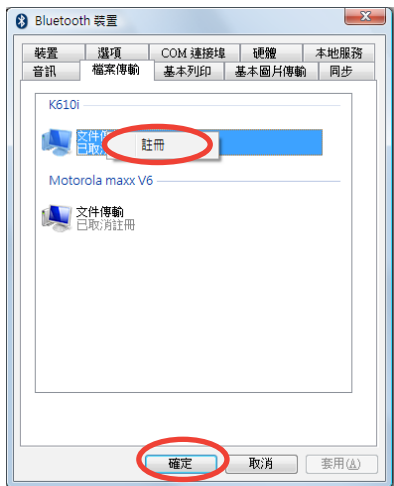 Bluetooth 裝置
裝置 選項 COM 連接埠 硬體 本地服務
音訊 檔案傳輸 基本列印 基本圖片傳輸 同步
K610i
文件傳
已取
註冊
Motorola maxx V6
文件傳輸
已取消註冊
確定 取消 套用(A)